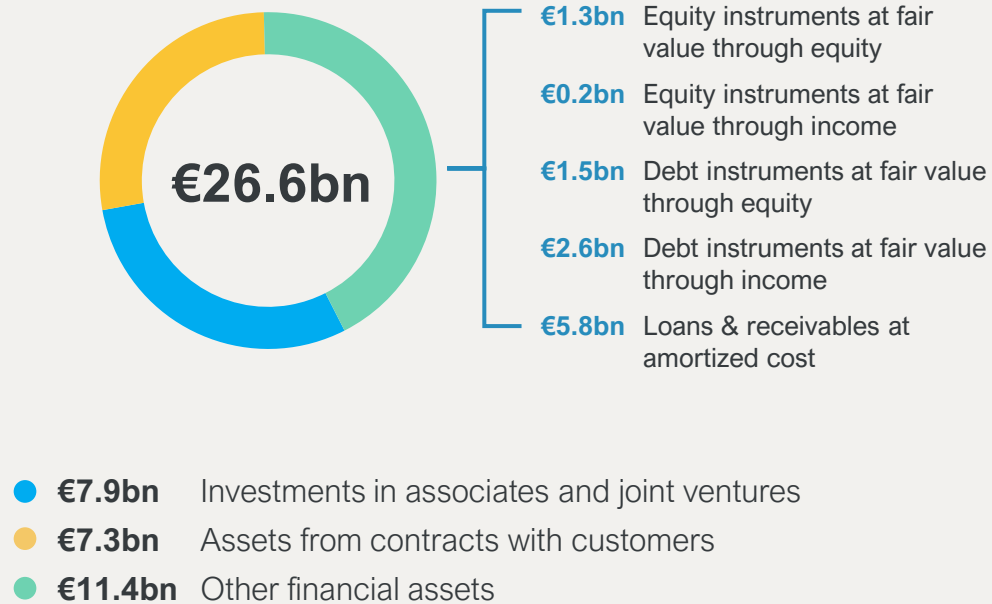 €26.6bn
€1.3bn Equity instruments at fair
value through equity
€0.2bn Equity instruments at fair
value through income
€1.5bn Debt instruments at fair value
through equity
€2.6bn Debt instruments at fair value
through income
€5.8bn Loans & receivables at
amortized cost
€7.9bn Investments in associates and joint ventures
€7.3bn Assets from contracts with customers
€11.4bn Other financial assets